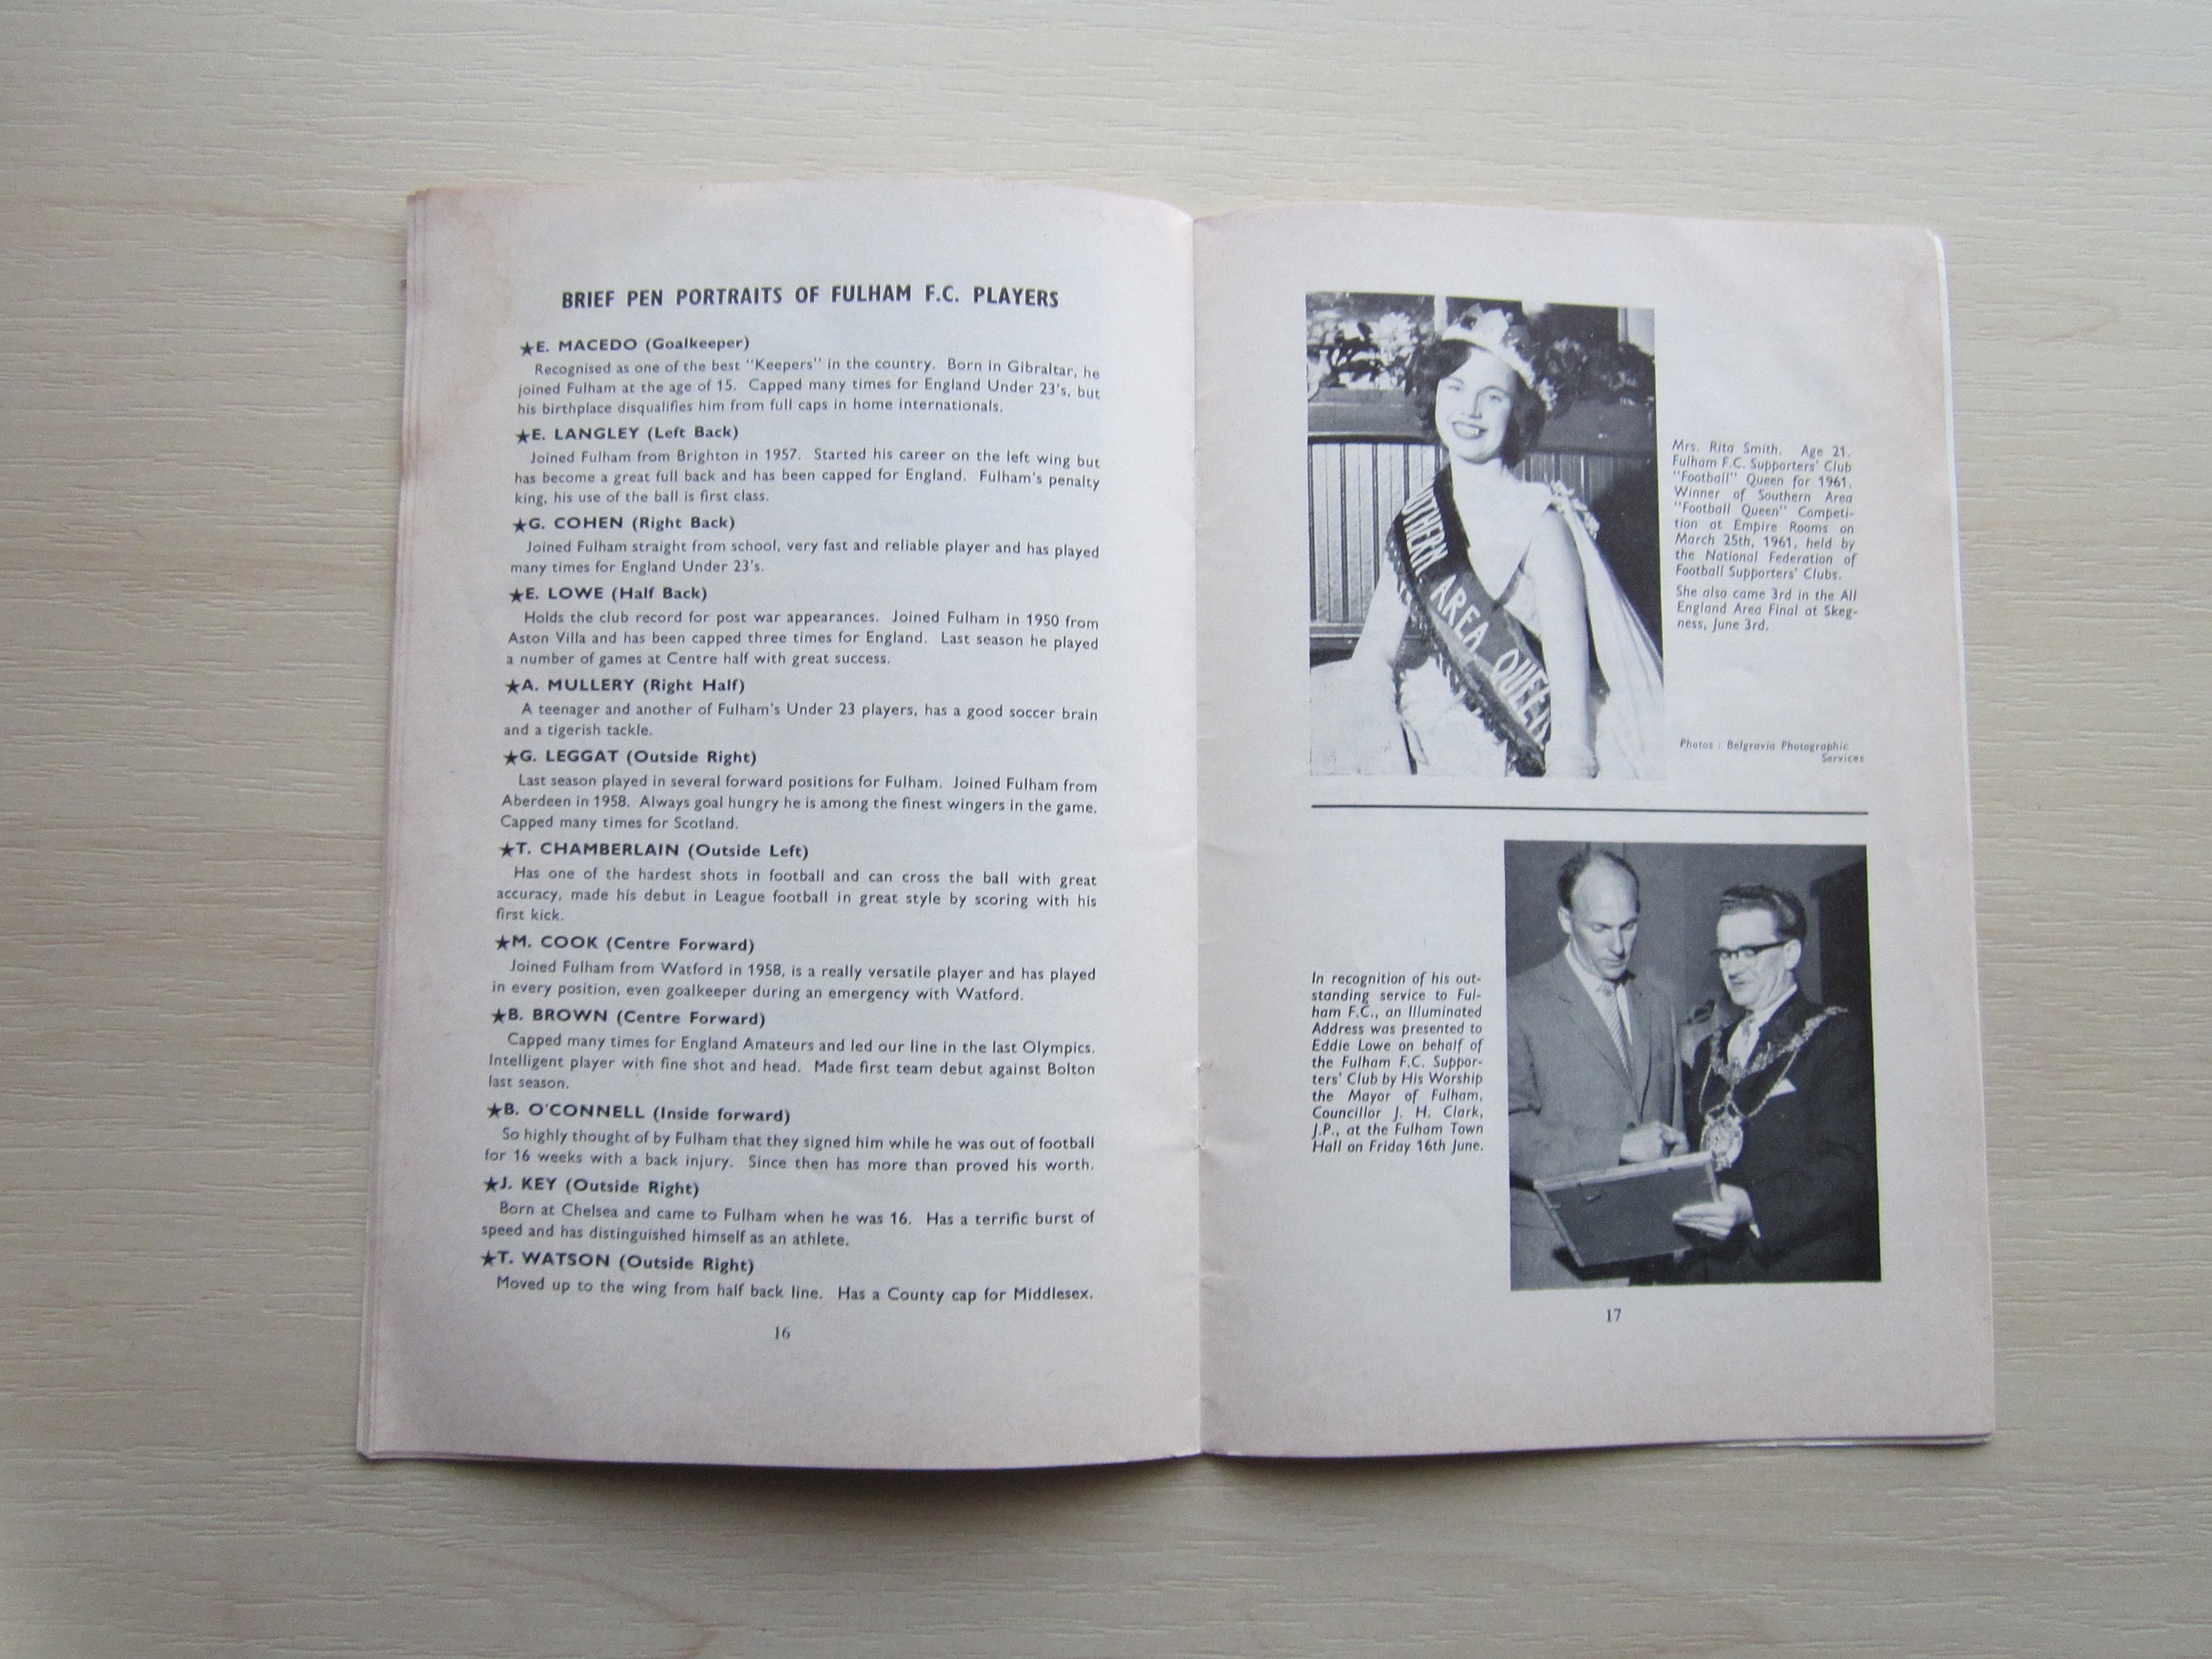 BRIEF PEN PORTRAITS OF FULHAM F.C. PLAYERS
★E. MACEDO (Goalkeeper)
Recognised as one of the best "Keepers" in the country. Born in Gibraltar, he
joined Fulham at the age of 15. Capped many times for England Under 23's, but
his birthplace disqualifies him from full caps in home internationals.
★E. LANGLEY (Left Back)
Joined Fulham from Brighton in 1957. Started his career on the left wing but
has become a great full back and has been capped for England. Fulham's penalty
king, his use of the ball is first class.
★G. COHEN (Right Back)
Joined Fulham straight from school, very fast and reliable player and has played
many times for England Under 23's.
★E. LOWE (Half Back)
Holds the club record for post war appearances. Joined Fulham in 1950 from
Aston Villa and has been capped three times for England. Last season he played
a number of games at Centre half with great success.
★A. MULLERY (Right Half)
A teenager and another of Fulham's Under 23 players, has a good soccer brain
and a tigerish tackle.
★G. LEGGAT (Outside Right)
Last season played in several forward positions for Fulham. Joined Fulham from
Aberdeen in 1958. Always goal hungry he is among the finest wingers in the game.
Capped many times for Scotland.
★T. CHAMBERLAIN (Outside Left)
Has one of the hardest shots in football and can cross the ball with great
accuracy, made his debut in League football in great style by scoring with his
first kick.
★M. COOK (Centre Forward)
Joined Fulham from Watford in 1958, is a really versatile player and has played
in every position, even goalkeeper during an emergency with Watford.
★B. BROWN (Centre Forward)
Capped many times for England Amateurs and led our line in the last Olympics.
Intelligent player with fine shot and head. Made first team debut against Bolton
last season.
★B. O'CONNELL (Inside forward)
So highly thought of by Fulham that they signed him while he was out of football
for 16 weeks with a back injury. Since then has more than proved his worth.
★J. KEY (Outside Right)
Born at Chelsea and came to Fulham when he was 16. Has a terrific burst of
speed and has distinguished himself as an athlete.
★T. WATSON (Outside Right)
Moved up to the wing from half back line. Has a County cap for Middlesex.
16
UTHERN AREA QUEEN
Mrs. Rita Smith. Age 21.
Fulham F.C. Supporters' Club
"Football" Queen for 1961.
Winner of Southern Area
"Football Queen" Competi-
tion at Empire Rooms on
March 25th, 1961, held by
the National Federation of
Football Supporters' Clubs.
She also came 3rd in the All
England Area Final at Skeg-
ness, June 3rd.
Photos : Belgravia Photographic
Services
In recognition of his out-
standing service to Ful-
ham F.C., an Illuminated
Address was presented to
Eddie Lowe on behalf of
the Fulham F.C. Suppor-
ters' Club by His Worship
the Mayor of Fulham,
Councillor J. H. Clark,
J.P., at the Fulham Town
Hall on Friday 16th June.
17